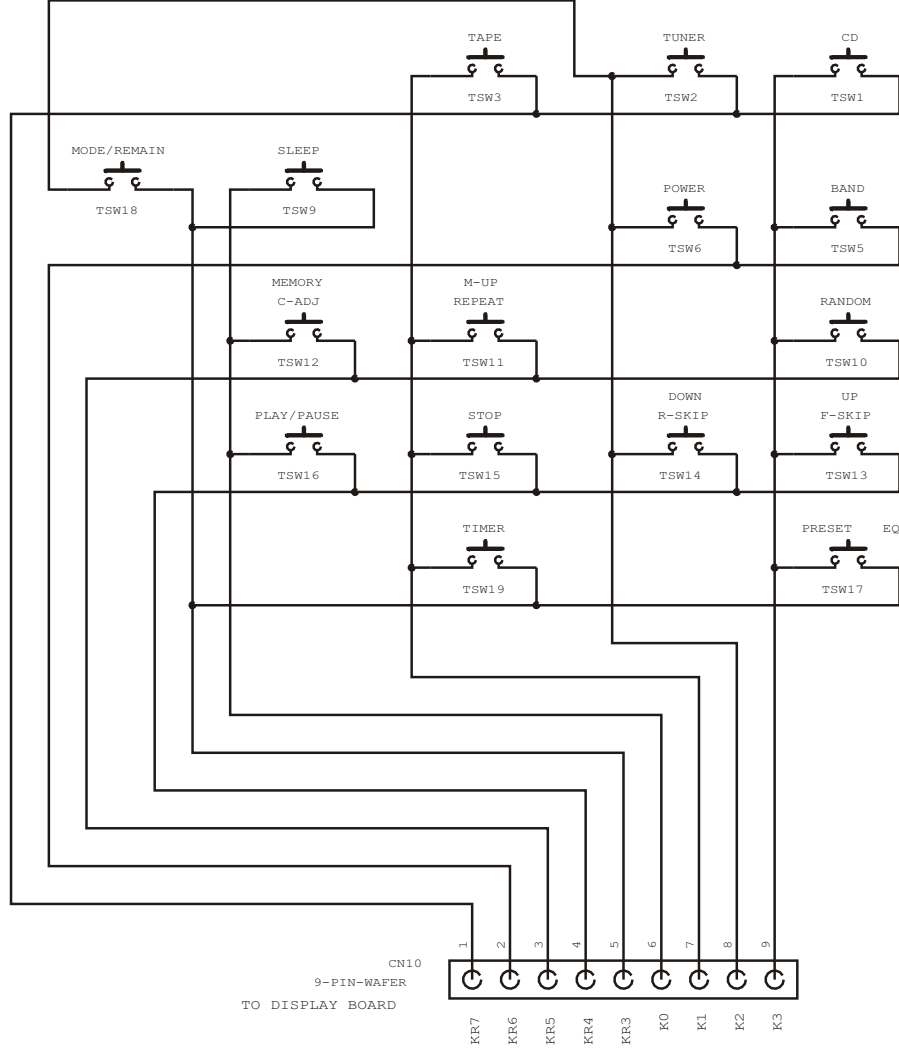 TAPE TUNER CD
TSW3 TSW2 TSW1
MODE/REMAIN SLEEP
TSW18 TSW9
POWER BAND
TSW6 TSW5
MEMORY M-UP
C-ADJ REPEAT RANDOM
TSW12 TSW11 TSW10
DOWN UP
PLAY/PAUSE STOP R-SKIP F-SKIP
TSW16 TSW15 TSW14 TSW13
TIMER PRESET EQ
TSW19 TSW17
1 2 3 4 5 6 7 8 9
CN10
9-PIN-WAFER
TO DISPLAY BOARD
KR7 KR6 KR5 KR4 KR3 K0 K1 K2 K3